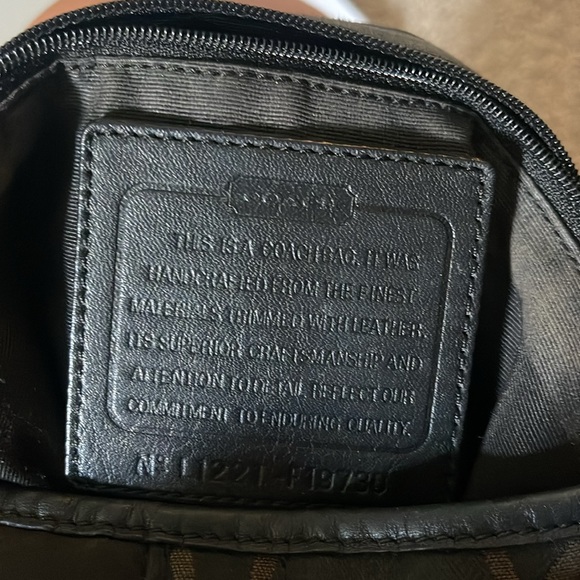 COACH
THIS IS A COACH BAG. IT WAS
HANDCRAFTED FROM THE FINEST
MATERIALS, TRIMMED WITH LEATHER.
ITS SUPERIOR CRAFTSMANSHIP AND
ATTENTION TO DETAIL REFLECT OUR
COMMITMENT TO ENDURING QUALITY.
Nº L1221-F19730